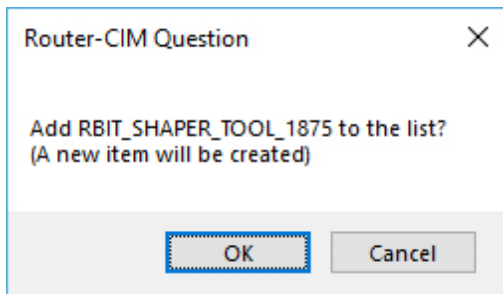 Router-CIM Question
Add RBIT_SHAPER_TOOL_1875 to the list?
(A new item will be created)
OK
Cancel